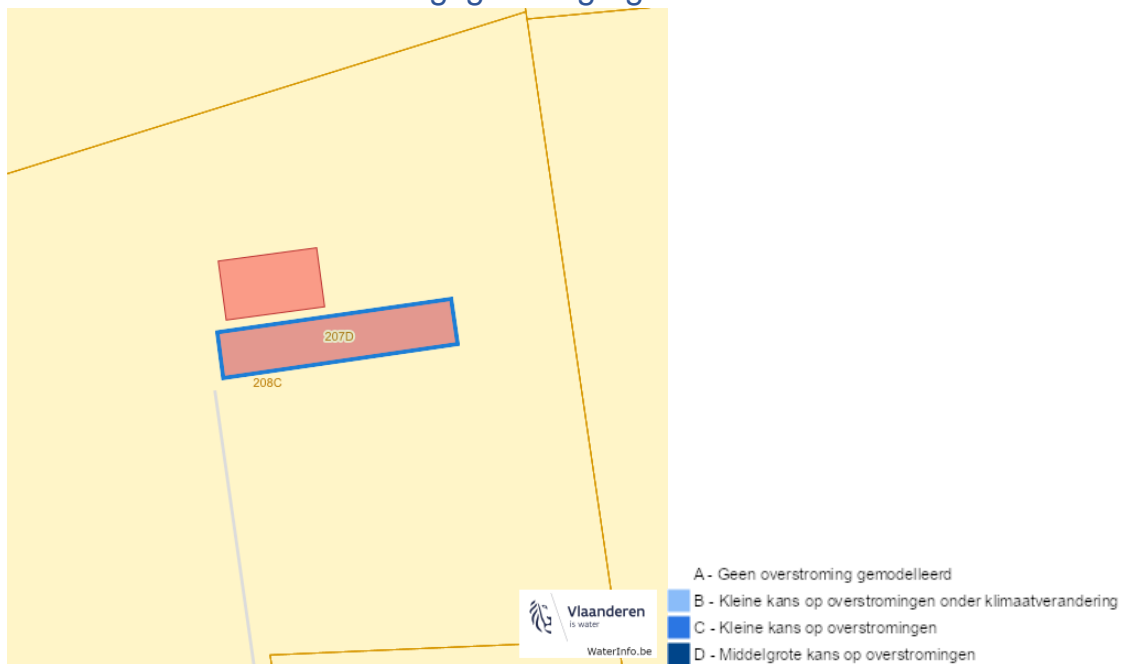 207D
208C
Vlaanderen
is water
WaterInfo.be
A - Geen overstroming gemodelleerd
B - Kleine kans op overstromingen onder klimaatverandering
C - Kleine kans op overstromingen
D - Middelgrote kans op overstromingen